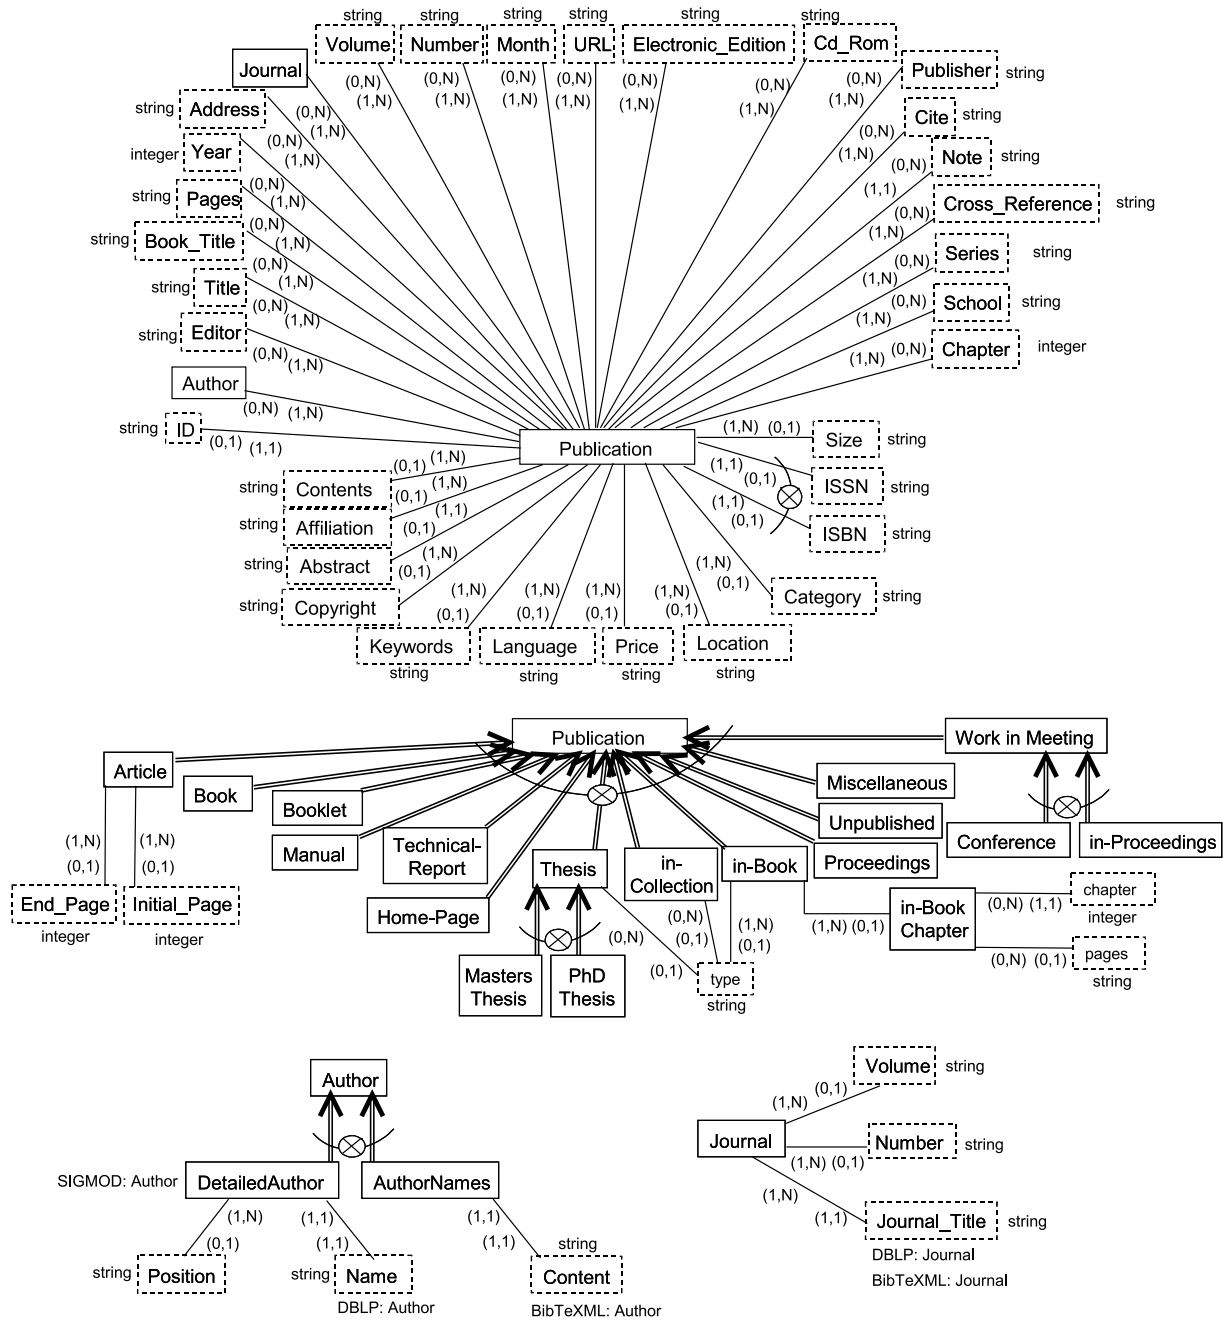 string string string string string string
Volume Number Month URL Electronic_Edition Cd_Rom
Journal (0,N) (0,N) (0,N) (0,N) (0,N) (0,N) (0,N) Publisher string
(1,N) (1,N) (1,N) (1,N) (1,N) (1,N) (1,N)
string Address (0,N) (1,N) (0,N) (1,N) Cite string
integer Year (0,N) (1,N) (0,N) (1,1) Note string
string Pages (0,N) (1,N) (0,N) (1,N) Cross_Reference string
string Book_Title (0,N) (1,N) (0,N) (1,N) Series string
string Title (0,N) (1,N) (0,N) (1,N) School string
string Editor (0,N) (1,N) (0,N) (1,N) Chapter integer
Author (0,N) (1,N)
string ID (0,1) (1,1)
Publication
(1,N) (0,1) Size string
(1,1) (0,1) ISSN string
(1,1) (0,1) ISBN string
string Contents (0,1) (1,N)
string Affiliation (0,1) (1,N)
string Abstract (0,1) (1,1)
string Copyright (0,1) (1,N)
(1,N) (0,1) Category string
(1,N) (1,N) (1,N) (1,N)
(0,1) (0,1) (0,1) (0,1)
Keywords Language Price Location
string string string string
Publication
Work in Meeting
Article
Book
Booklet
Manual
Technical-
Report
Home-Page
Thesis
in-
Collection
in-Book
Proceedings
Unpublished
Miscellaneous
Conference in-Proceedings
(1,N) (1,N)
(0,1) (0,1)
End_Page Initial_Page
integer integer
(0,N) (0,N) (1,N)
(0,1) (0,1) (0,1)
Masters
Thesis
PhD
Thesis
type
string
(1,N) (0,1)
in-Book
Chapter
(0,N) (1,1) chapter
integer
(0,N) (0,1) pages
string
Author
SIGMOD: Author DetailedAuthor AuthorNames
(1,N) (1,1) (1,1)
(0,1) (1,1) (1,1)
string
string Position string Name Content
DBLP: Author BibTeXML: Author
Journal
(1,N) (0,1) Volume string
(1,N) (0,1) Number string
(1,N) (1,1) Journal_Title string
DBLP: Journal
BibTeXML: Journal